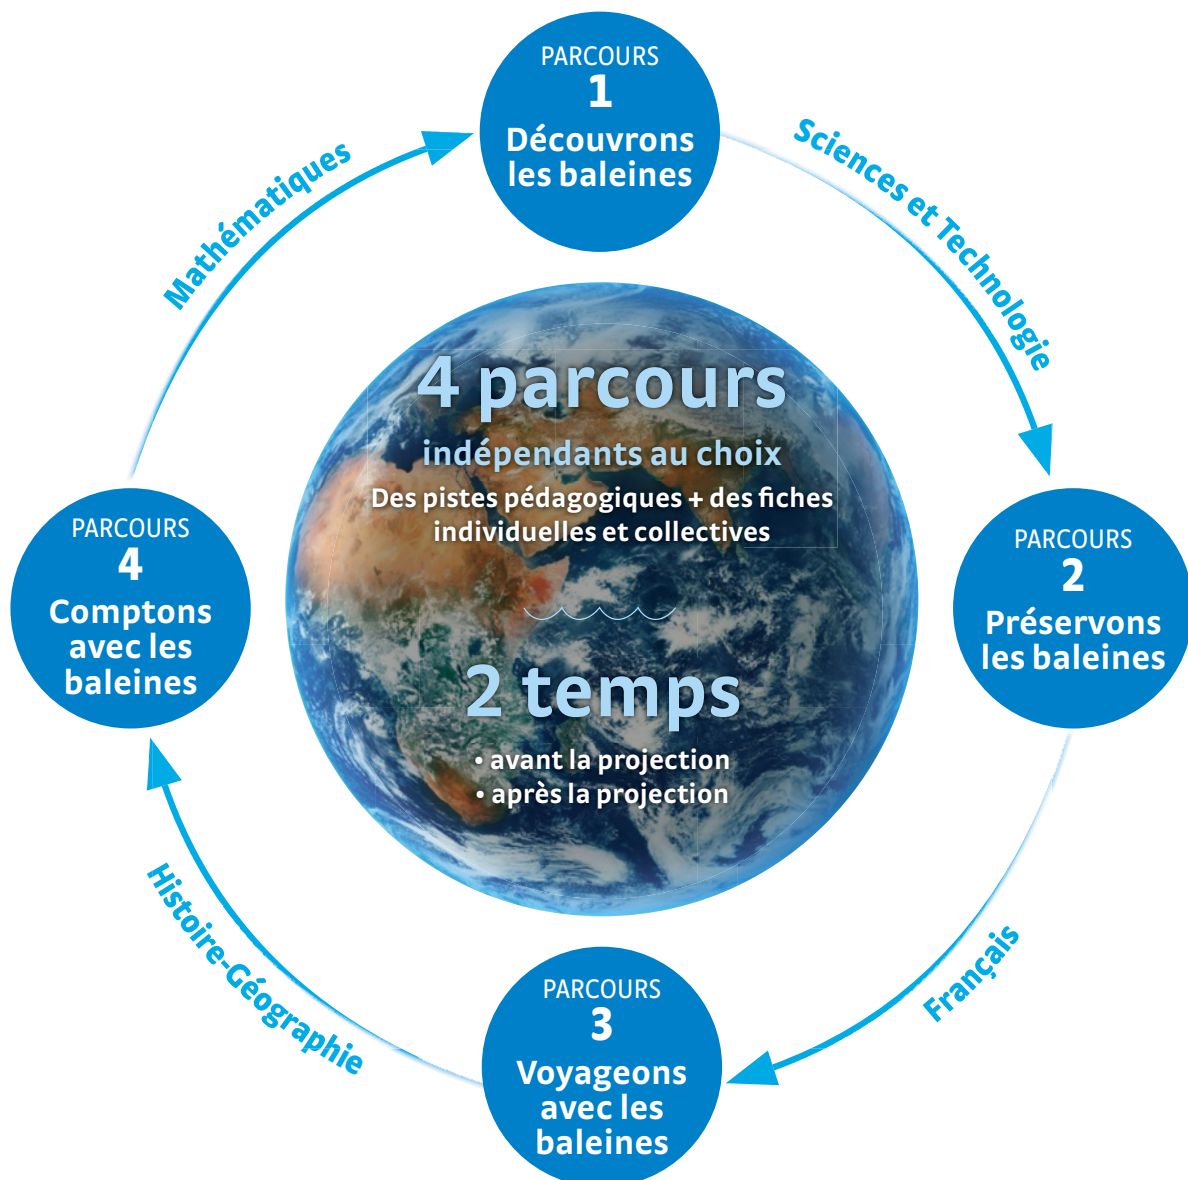 PARCOURS
1
Découvrons
les baleines
Sciences et Technologie
PARCOURS
2
Préservons
les baleines
Français
PARCOURS
3
Voyageons
avec les
baleines
Histoire-Géographie
PARCOURS
4
Comptons
avec les
baleines
Mathématiques
4 parcours
indépendants au choix
Des pistes pédagogiques + des fiches
individuelles et collectives
2 temps
• avant la projection
• après la projection